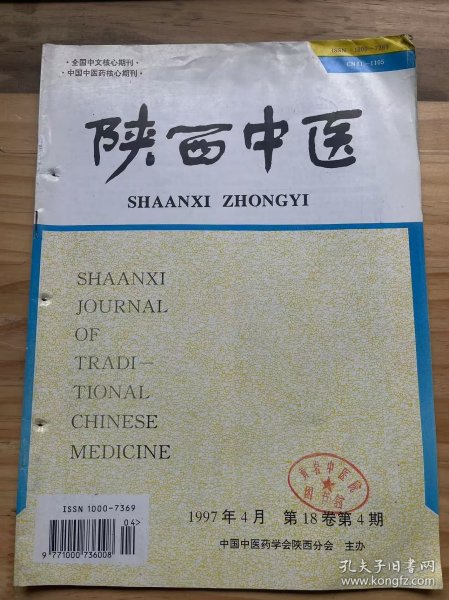 ·全国中文核心期刊·
·中国中医药核心期刊·
ISSN 1000-7369
CN61-1105
陕西中医
SHAANXI ZHONGYI
SHAANXI
JOURNAL
OF
TRADI—
TIONAL
CHINESE
MEDICINE
ISSN 1000-7369
04>
9 771000 736008
1997年4月 第18卷第4期
中国中医药学会陕西分会 主办
孔夫子旧书网
book.kongfz.com